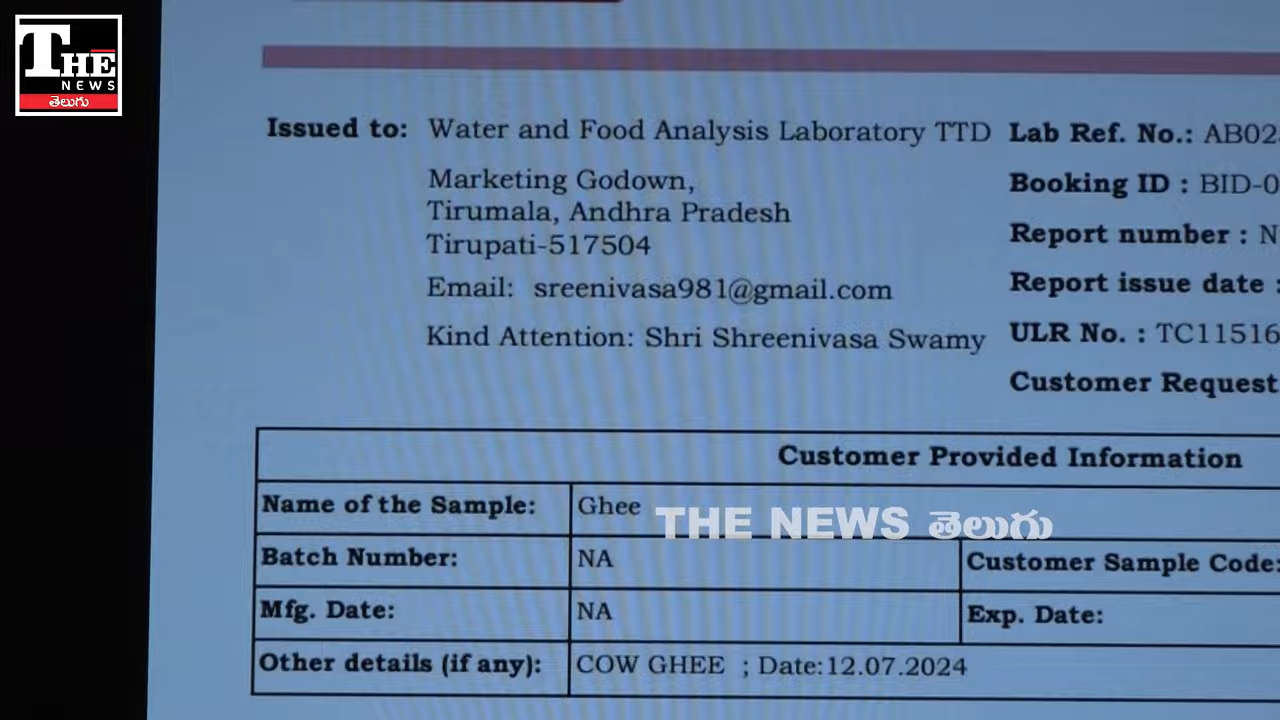 THE
NEWS
తెలుగు
Issued to: Water and Food Analysis Laboratory TTD Lab Ref. No.: AB02
Marketing Godown, Booking ID : BID-0
Tirumala, Andhra Pradesh
Tirupati-517504 Report number : N
Email: sreenivasa981@gmail.com Report issue date :
Kind Attention: Shri Shreenivasa Swamy ULR No. : TC11516
Customer Request
Customer Provided Information
Name of the Sample: Ghee
THE NEWS తెలుగు
Batch Number: NA Customer Sample Code:
Mfg. Date: NA Exp. Date:
Other details (if any): COW GHEE ; Date:12.07.2024